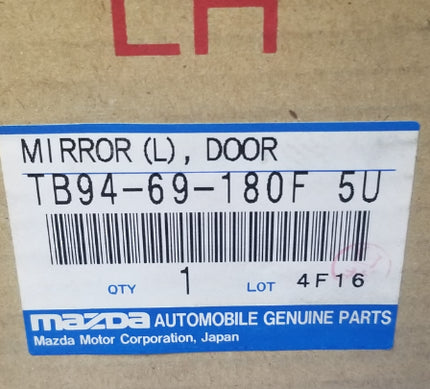 LH
MIRROR (L), DOOR
TB94-69-180F 5U
QTY 1 LOT 4F16
mazda AUTOMOBILE GENUINE PARTS
Mazda Motor Corporation, Japan